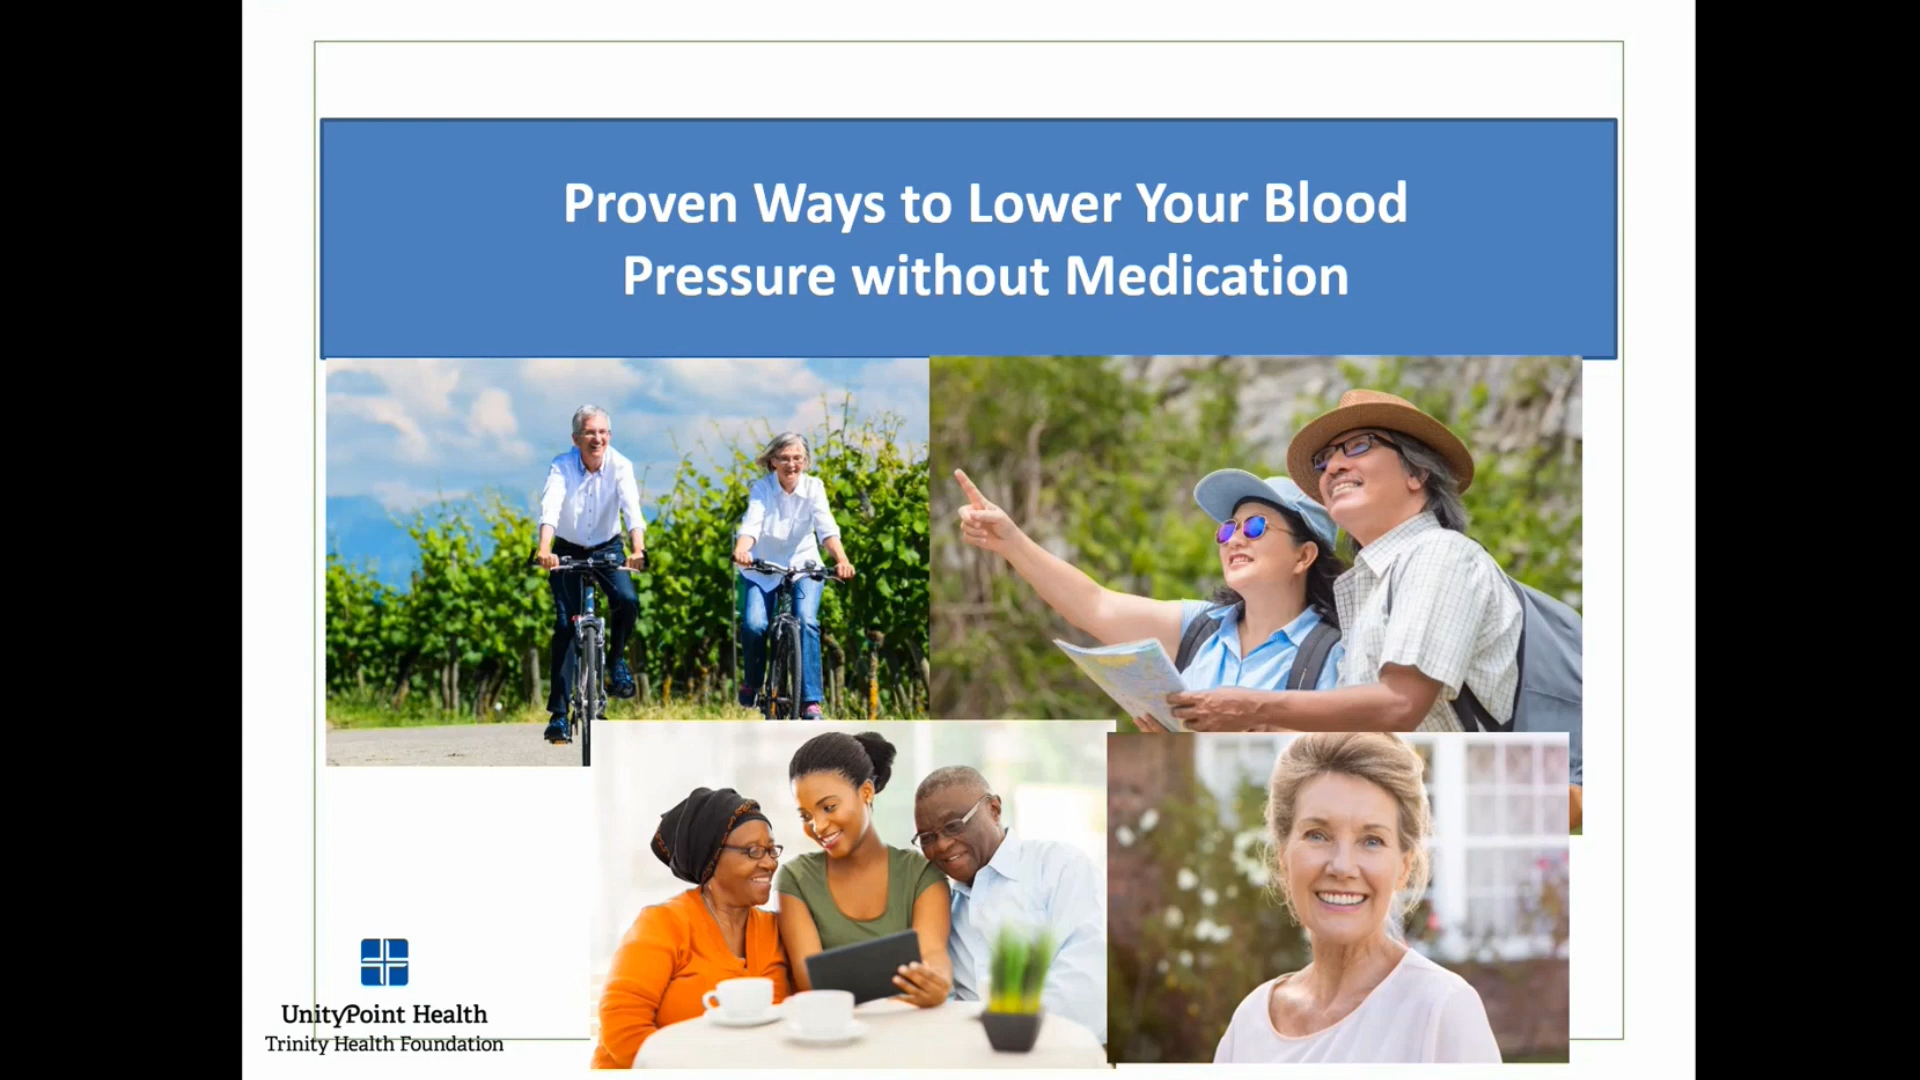 Proven Ways to Lower Your Blood
Pressure without Medication
UnityPoint Health
Trinity Health Foundation